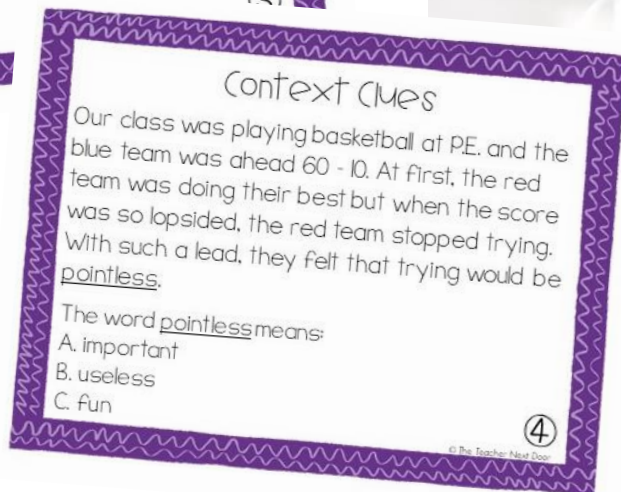 Context Clues
Our class was playing basketball at P.E. and the
blue team was ahead 60 - 10. At first, the red
team was doing their best but when the score
was so lopsided, the red team stopped trying.
With such a lead, they felt that trying would be
pointless.
The word pointless means:
A. important
B. useless
C. fun
4
© The Teacher Next Door